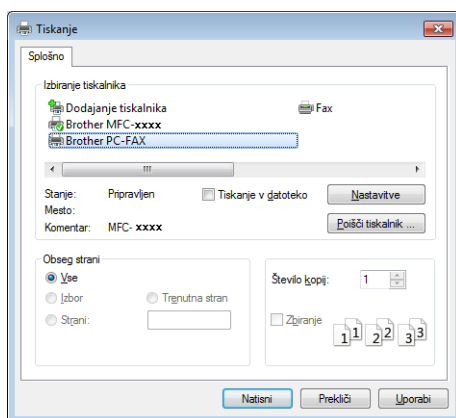 Tiskanje
Splošno
Izbiranje tiskalnika
Dodajanje tiskalnika
Fax
Brother MFC-xxxx
Brother PC-FAX
Stanje: Pripravljen
Tiskanje v datoteko
Nastavitve
Mesto:
Komentar: MFC- xxxx
Poišči tiskalnik ...
Obseg strani
Vse
Izbor
Trenutna stran
Strani:
Število kopij: 1
Zbiranje
1 1 2 2 3 3
Natisni
Prekliči
Uporabi